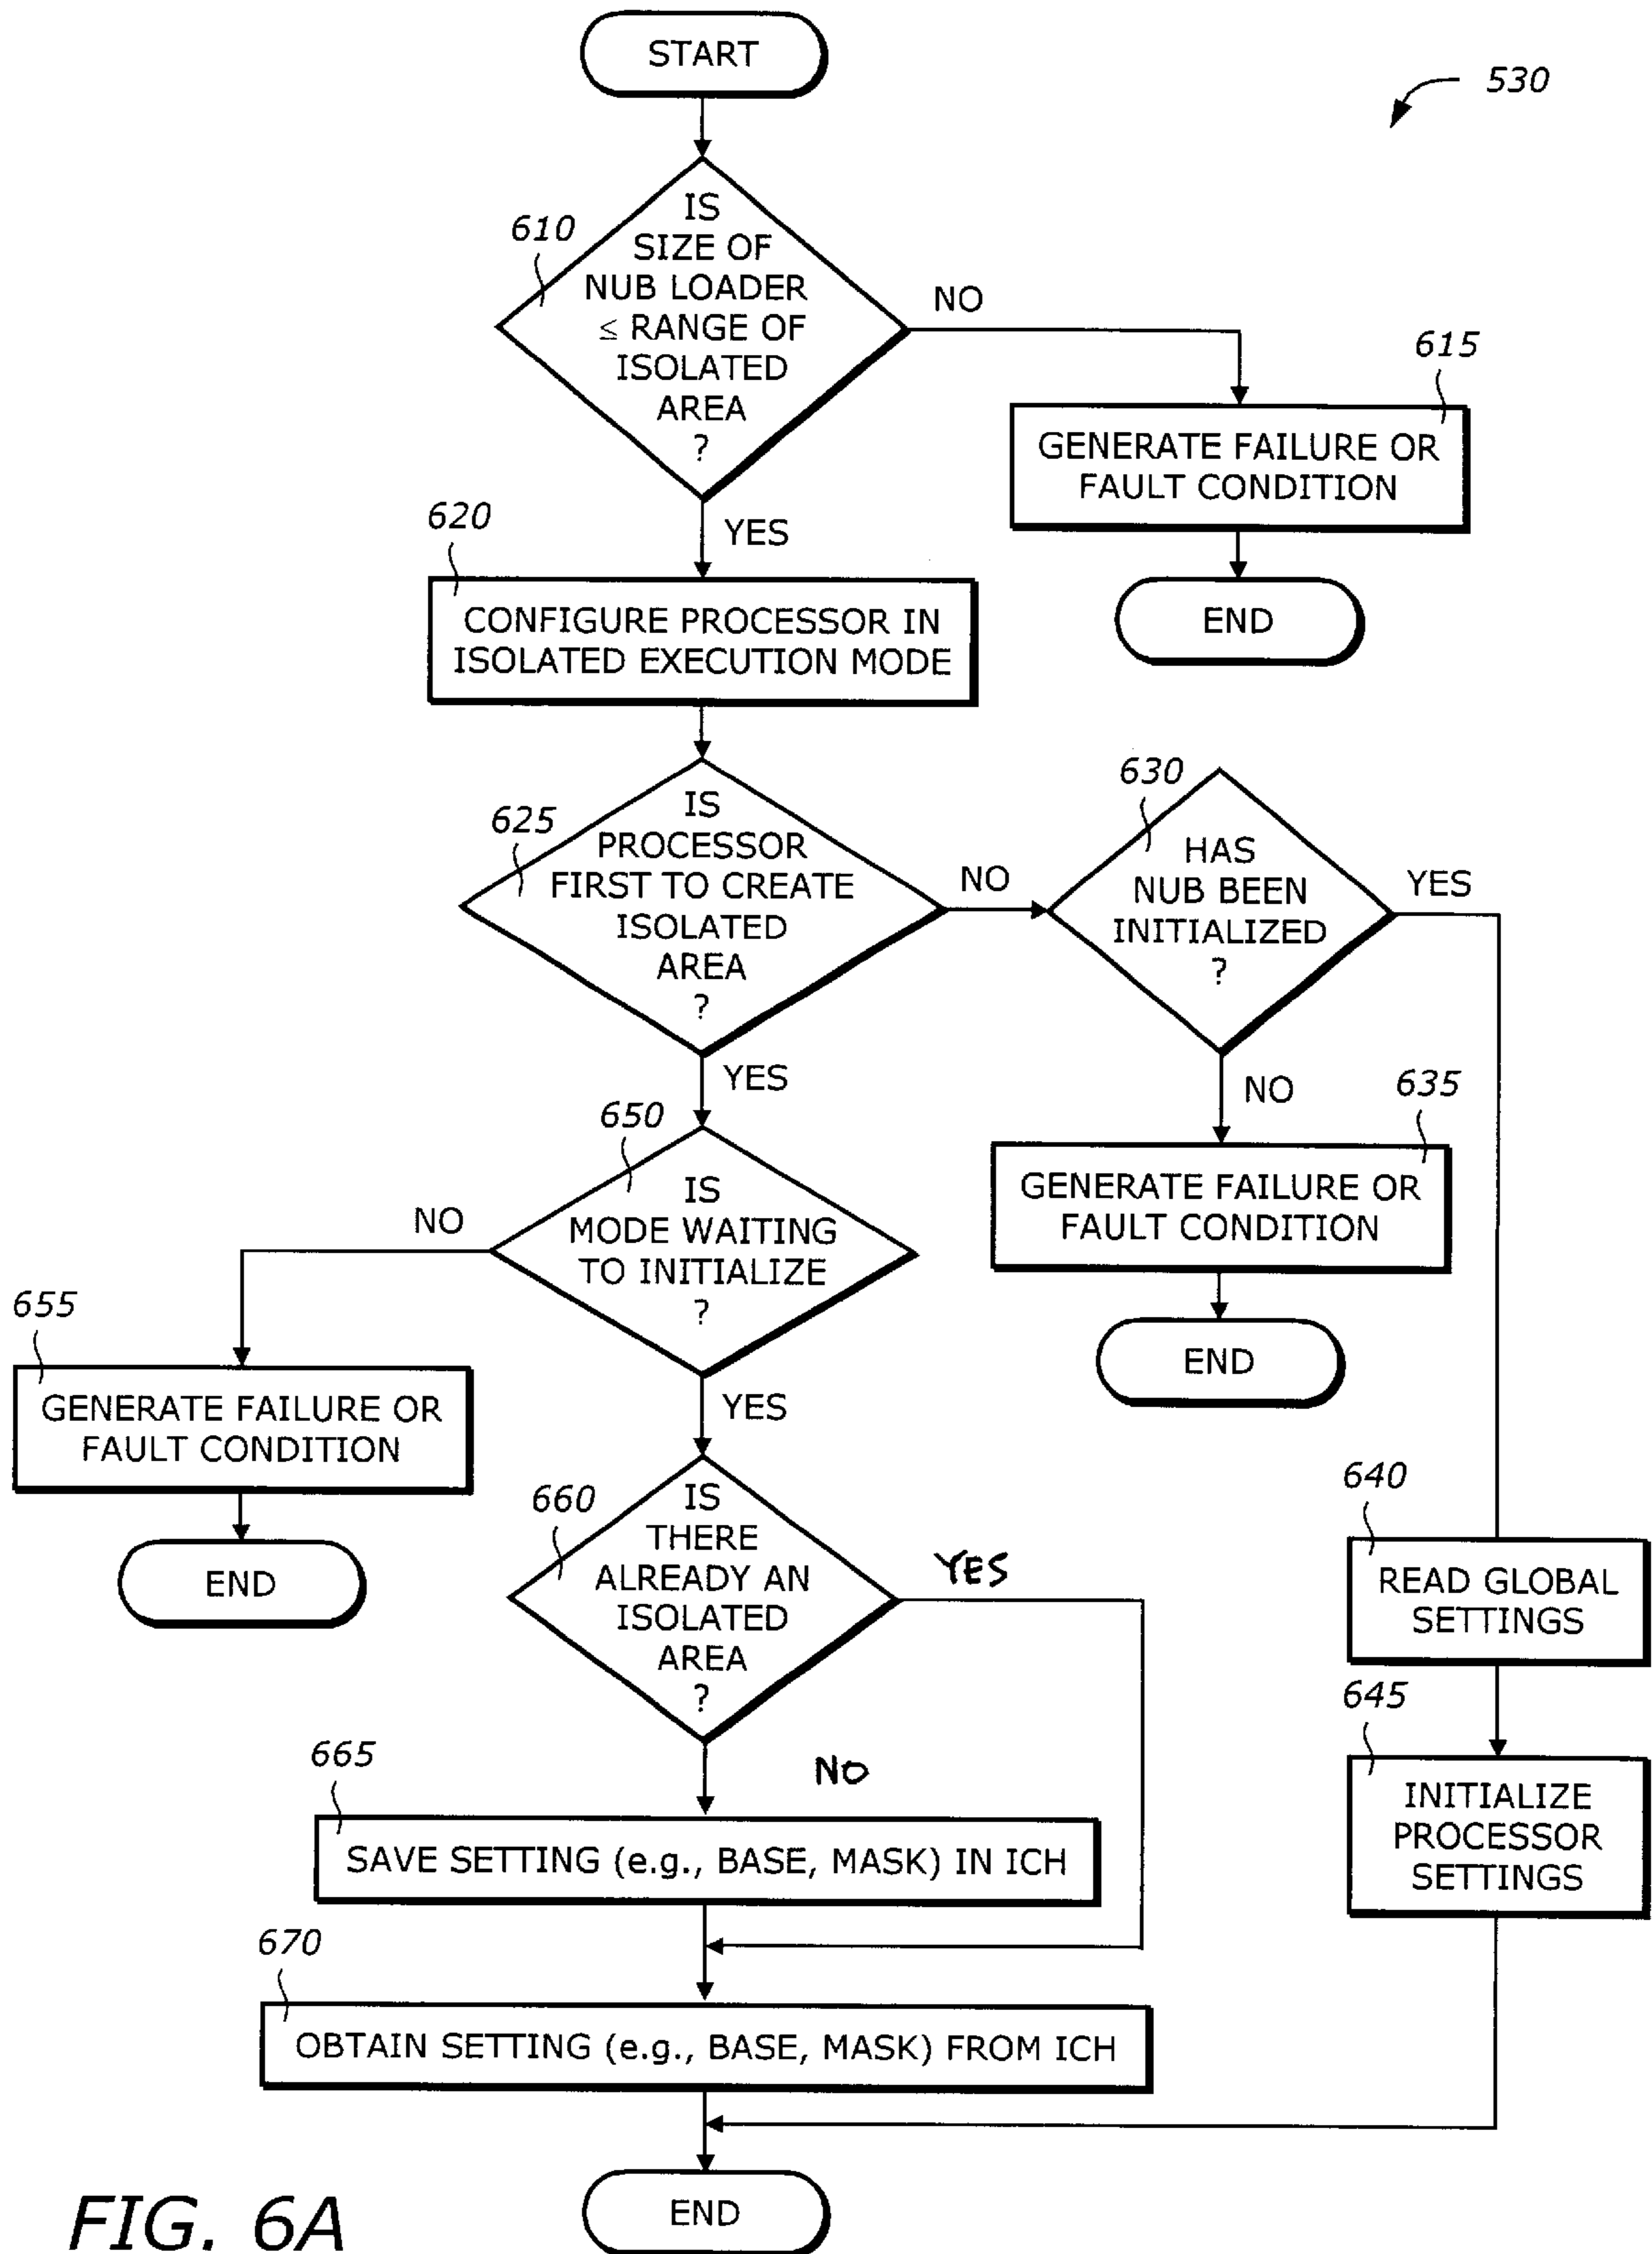 START
530
610
IS
SIZE OF
NUB LOADER
≤ RANGE OF
ISOLATED
AREA
?
NO
615
GENERATE FAILURE OR
FAULT CONDITION
END
YES
620
CONFIGURE PROCESSOR IN
ISOLATED EXECUTION MODE
625
IS
PROCESSOR
FIRST TO CREATE
ISOLATED
AREA
?
NO
630
HAS
NUB BEEN
INITIALIZED
?
YES
NO
635
GENERATE FAILURE OR
FAULT CONDITION
END
YES
650
IS
MODE WAITING
TO INITIALIZE
?
NO
655
GENERATE FAILURE OR
FAULT CONDITION
END
YES
660
IS
THERE
ALREADY AN
ISOLATED
AREA
?
YES
640
READ GLOBAL
SETTINGS
645
INITIALIZE
PROCESSOR
SETTINGS
NO
665
SAVE SETTING (e.g., BASE, MASK) IN ICH
670
OBTAIN SETTING (e.g., BASE, MASK) FROM ICH
END
FIG. 6A